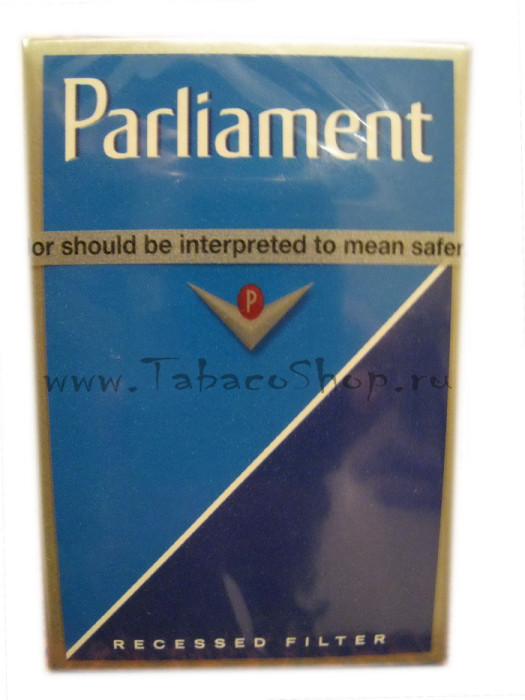 Parliament
or should be interpreted to mean safer
P
www.TabacoShop.ru
RECESSED FILTER